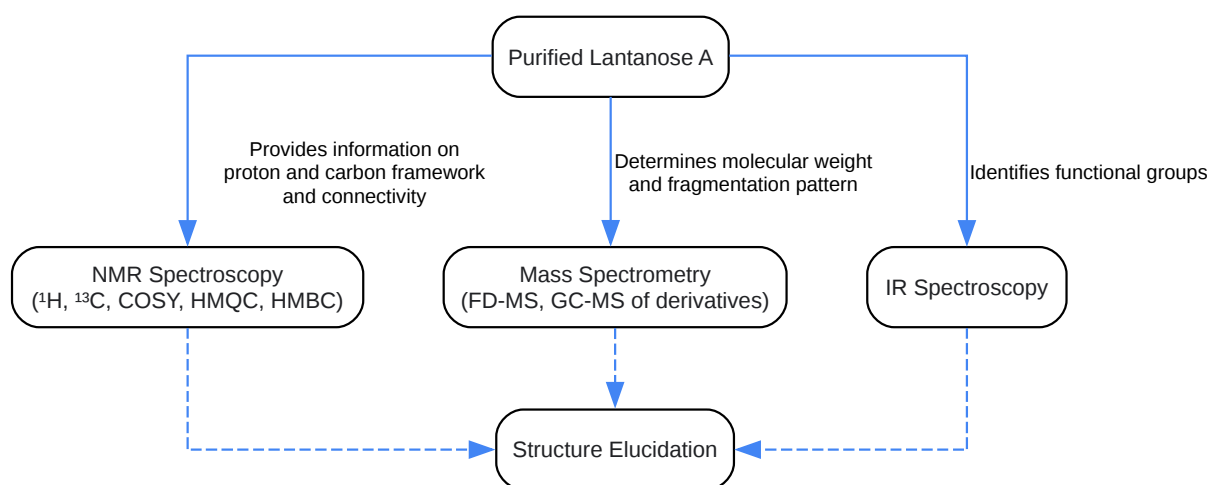 Purified Lantanose A
Provides information on
proton and carbon framework
and connectivity
Determines molecular weight
and fragmentation pattern
Identifies functional groups
NMR Spectroscopy
(¹H, ¹³C, COSY, HMQC, HMBC)
Mass Spectrometry
(FD-MS, GC-MS of derivatives)
IR Spectroscopy
Structure Elucidation